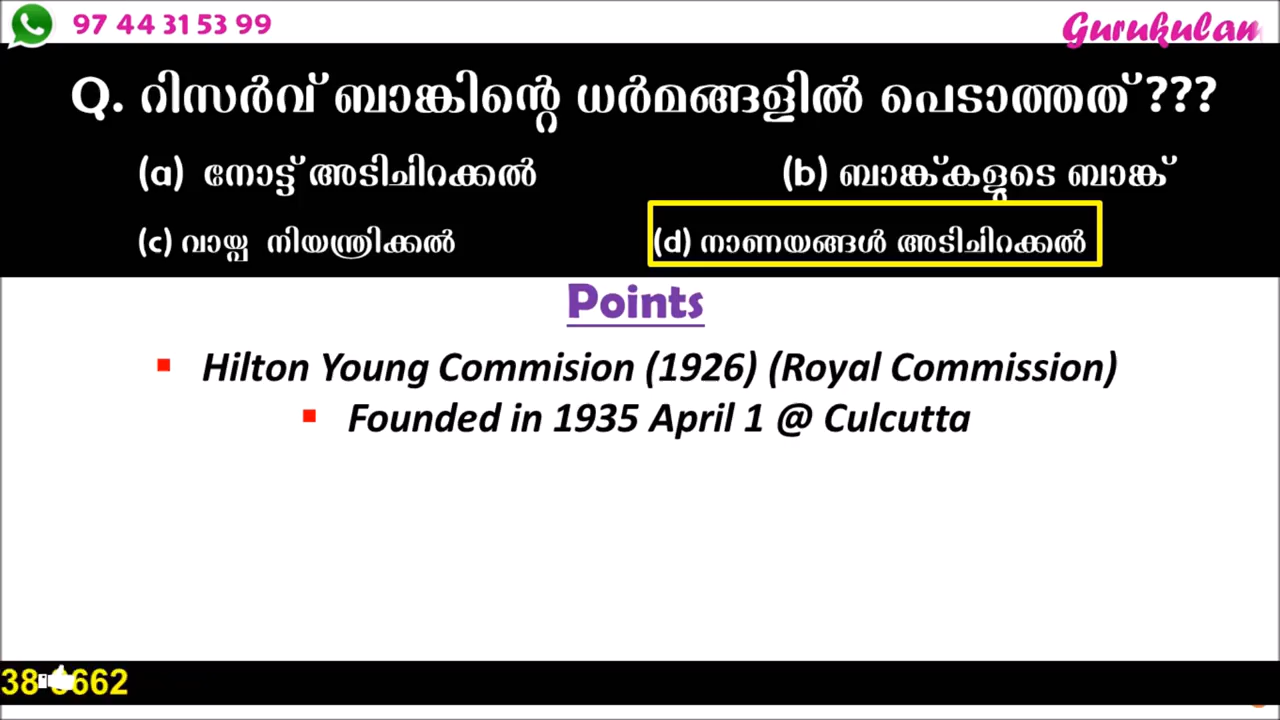 97 44 31 53 99
Gurukulam
Q. റിസർവ് ബാങ്കിന്റെ ധർമങ്ങളിൽ പെടാത്തത്???
(a) നോട്ട് അടിചിറക്കൽ
(b) ബാങ്ക്കളുടെ ബാങ്ക്
(c) വായ്പ നിയന്ത്രിക്കൽ
(d) നാണയങ്ങൾ അടിചിറക്കൽ
Points
▪ Hilton Young Commision (1926) (Royal Commission)
▪ Founded in 1935 April 1 @ Culcutta